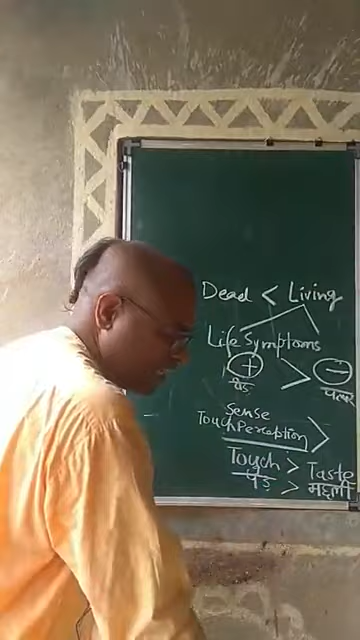 Dead < Living
Life Symptoms
+ > −
पेड़ पत्थर
Sense
Touch Perception >
Touch > Taste
पेड़ > मछली